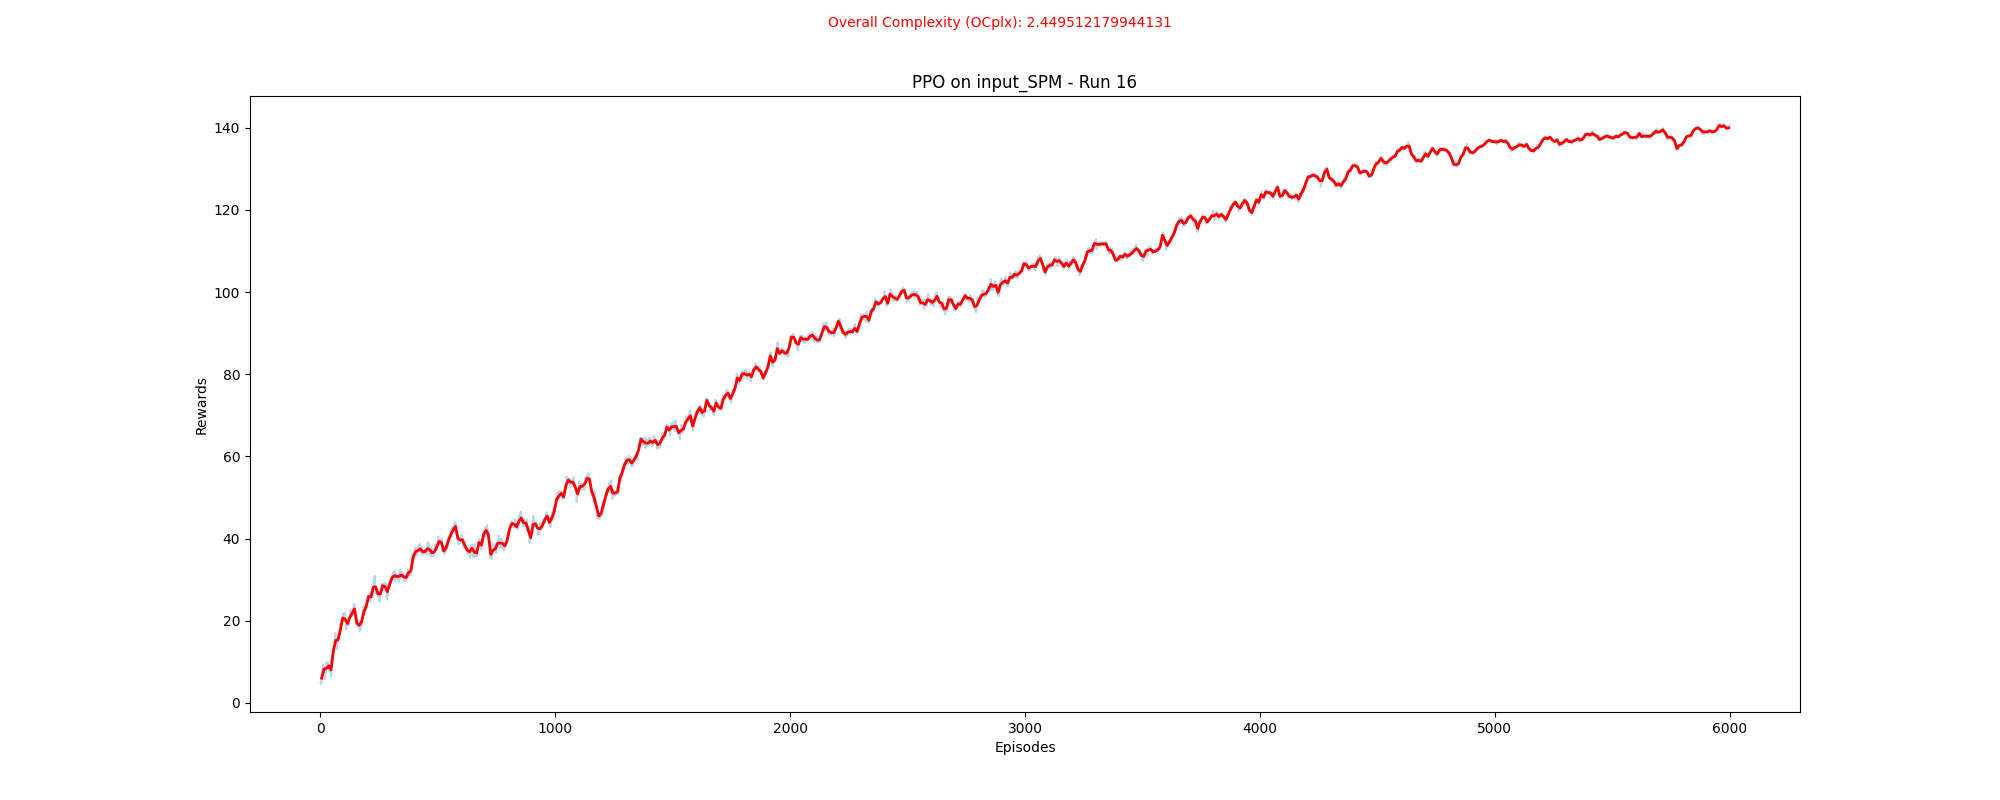 Overall Complexity (OCplx): 2.449512179944131
PPO on input_SPM - Run 16
140
120
100
80
60
40
20
0
Rewards
0 1000 2000 3000 4000 5000 6000
Episodes